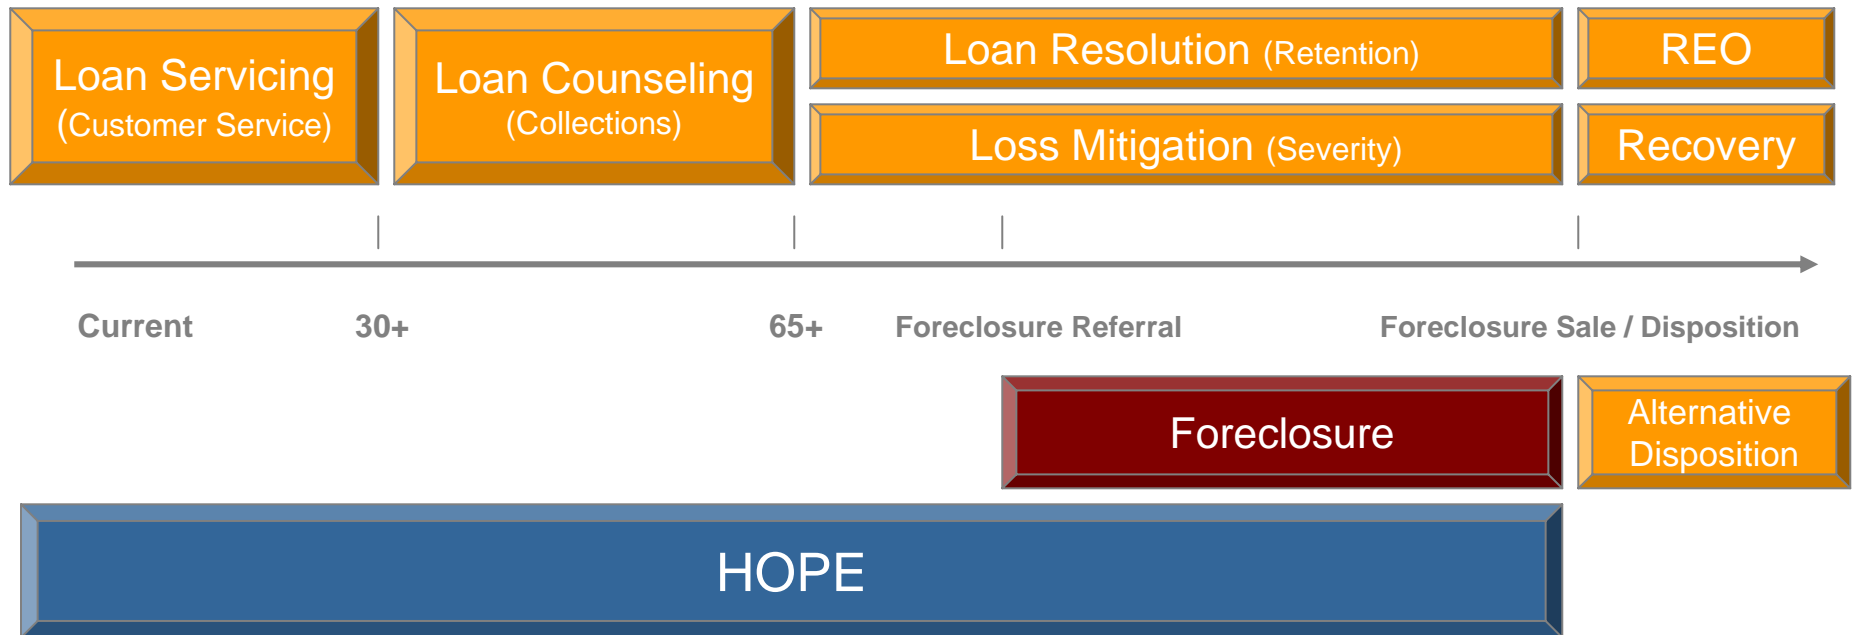 Loan Servicing
(Customer Service)
Loan Counseling
(Collections)
Loan Resolution (Retention)
Loss Mitigation (Severity)
REO
Recovery
Current
30+
65+
Foreclosure Referral
Foreclosure Sale / Disposition
Foreclosure
Alternative
Disposition
HOPE